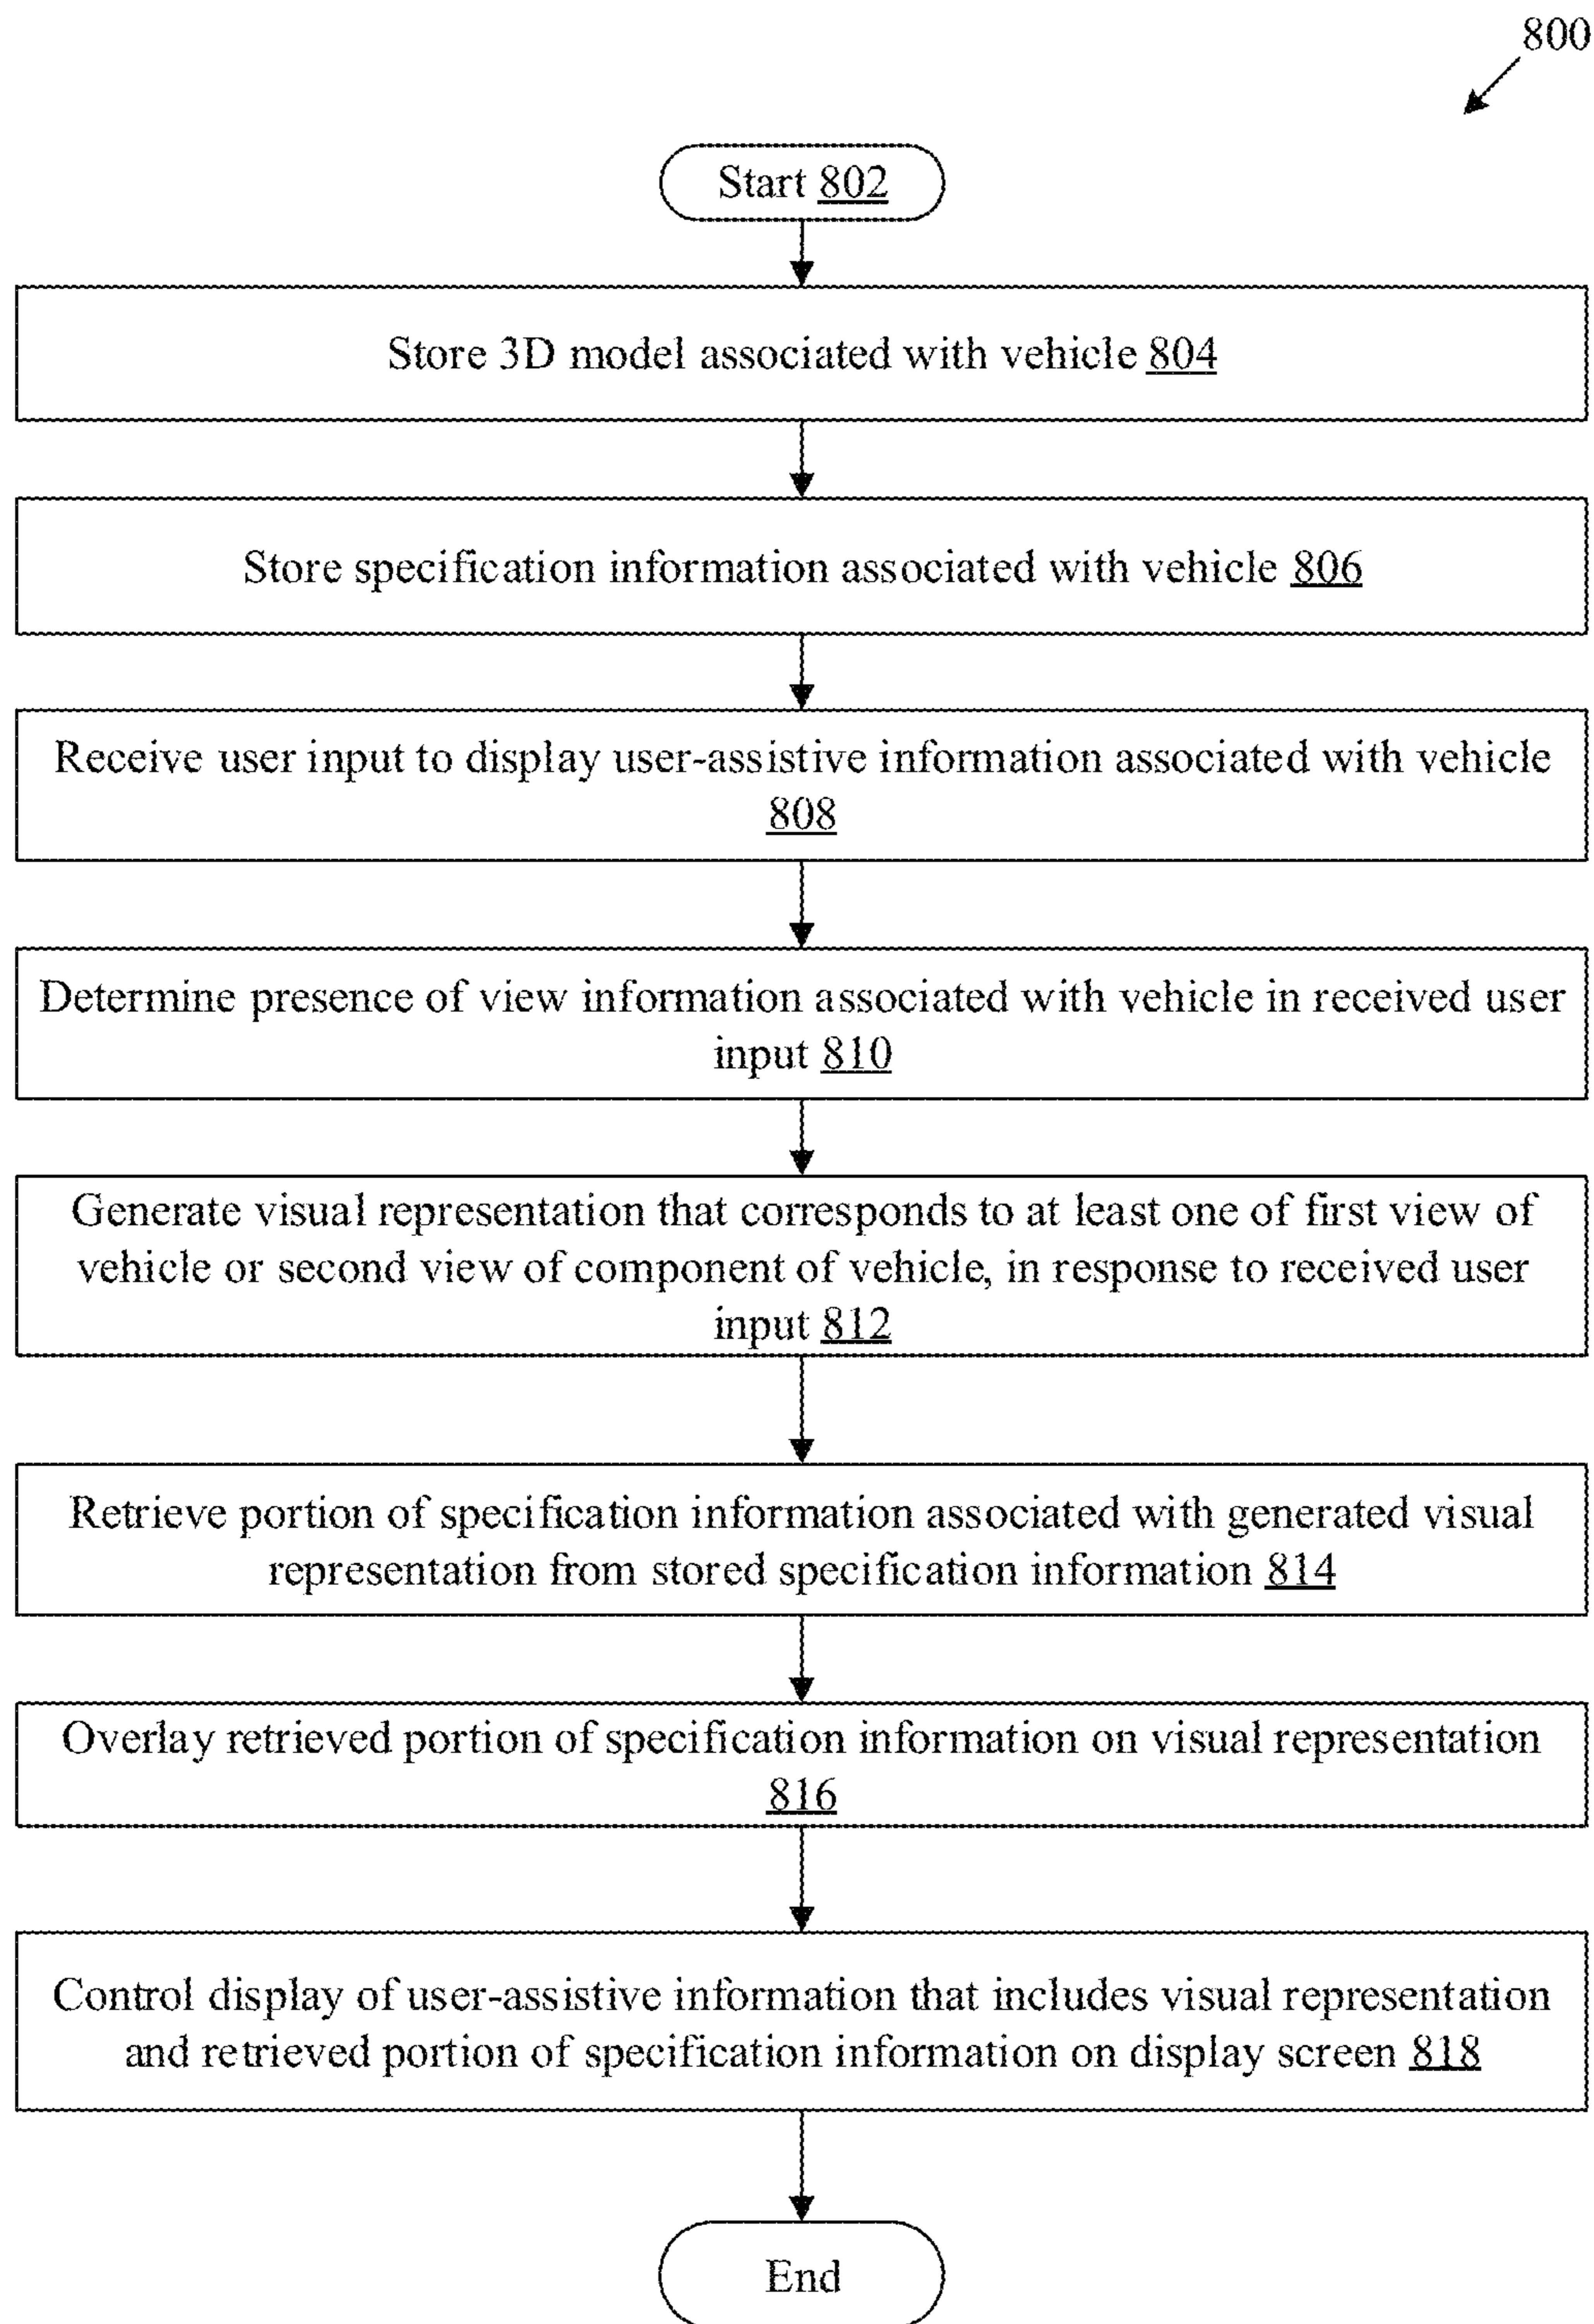 800
Start 802
Store 3D model associated with vehicle 804
Store specification information associated with vehicle 806
Receive user input to display user-assistive information associated with vehicle
808
Determine presence of view information associated with vehicle in received user
input 810
Generate visual representation that corresponds to at least one of first view of
vehicle or second view of component of vehicle, in response to received user
input 812
Retrieve portion of specification information associated with generated visual
representation from stored specification information 814
Overlay retrieved portion of specification information on visual representation
816
Control display of user-assistive information that includes visual representation
and retrieved portion of specification information on display screen 818
End